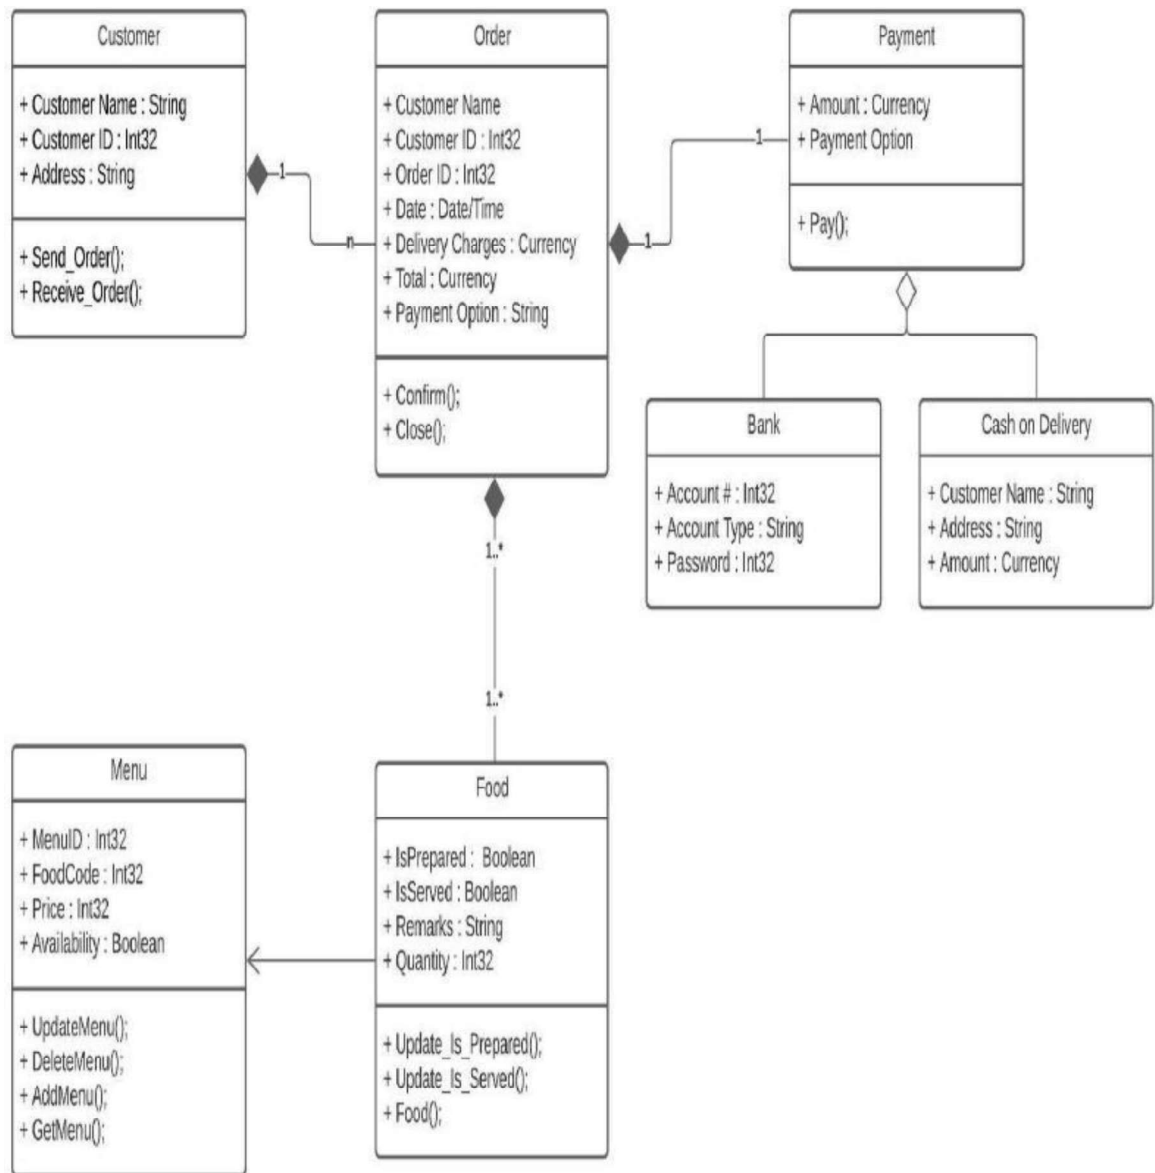 Customer
+ Customer Name : String
+ Customer ID : Int32
+ Address : String
+ Send_Order();
+ Receive_Order();
1
n
Order
+ Customer Name
+ Customer ID : Int32
+ Order ID : Int32
+ Date : Date/Time
+ Delivery Charges : Currency
+ Total : Currency
+ Payment Option : String
+ Confirm();
+ Close();
1
1
Payment
+ Amount : Currency
+ Payment Option
+ Pay();
Bank
+ Account # : Int32
+ Account Type : String
+ Password : Int32
Cash on Delivery
+ Customer Name : String
+ Address : String
+ Amount : Currency
1..*
1..*
Menu
+ MenuID : Int32
+ FoodCode : Int32
+ Price : Int32
+ Availability : Boolean
+ UpdateMenu();
+ DeleteMenu();
+ AddMenu();
+ GetMenu();
Food
+ IsPrepared : Boolean
+ IsServed : Boolean
+ Remarks : String
+ Quantity : Int32
+ Update_Is_Prepared();
+ Update_Is_Served();
+ Food();